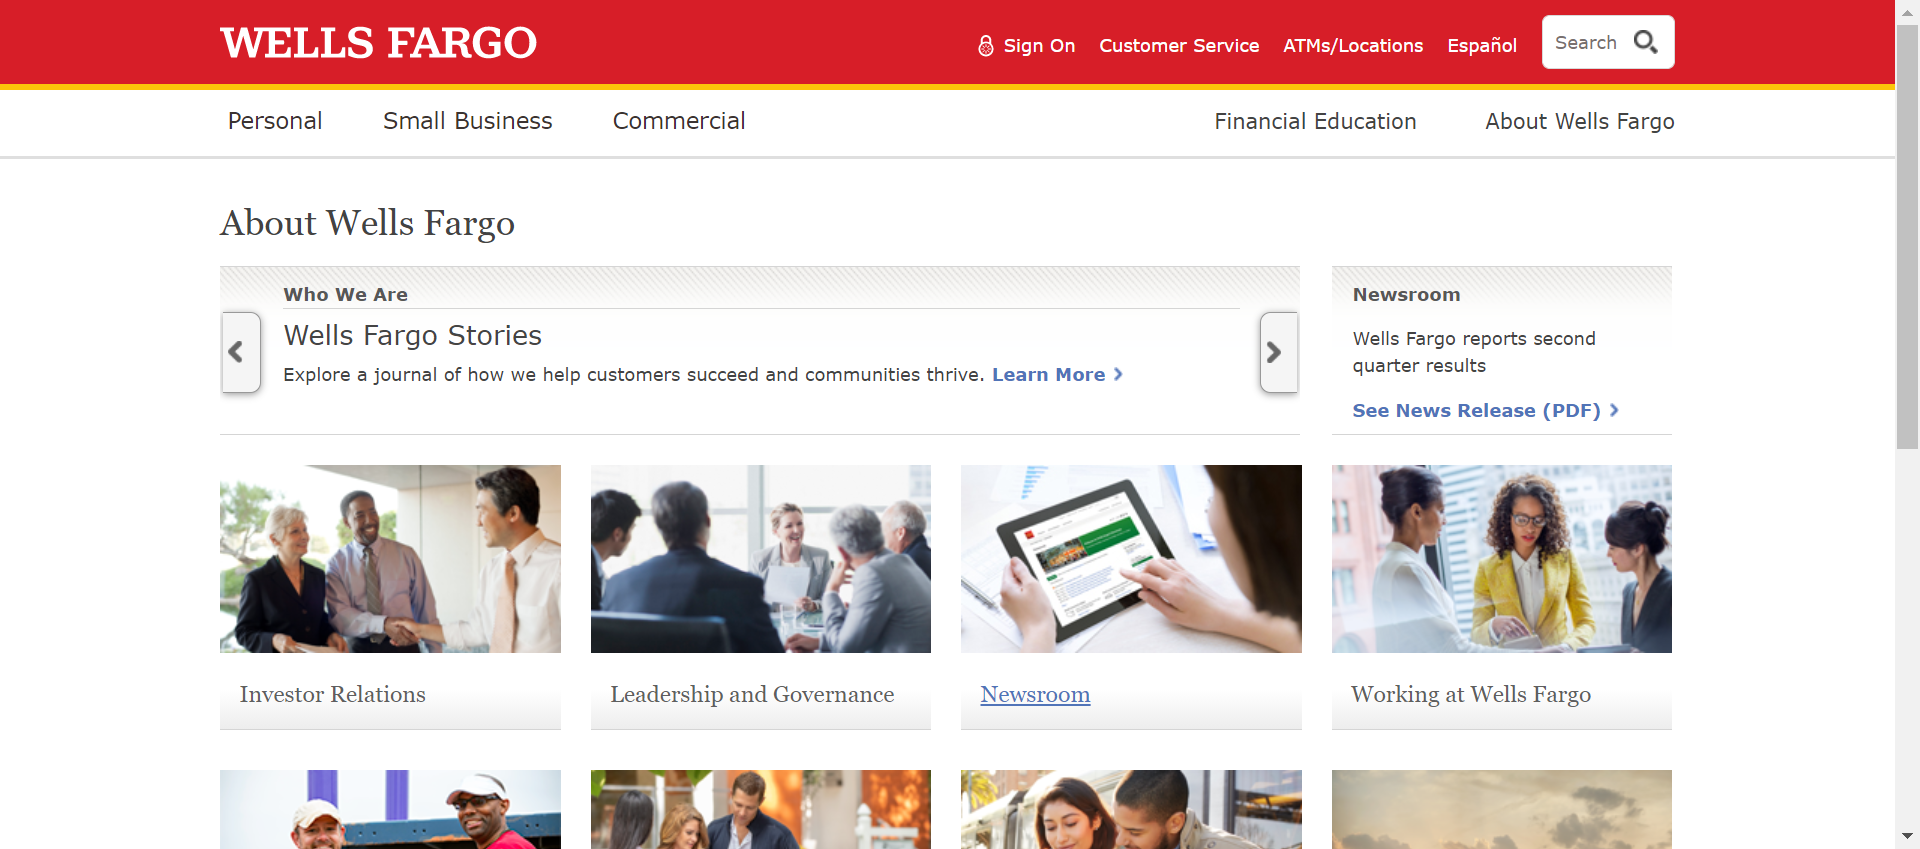 WELLS FARGO
Sign On
Customer Service
ATMs/Locations
Español
Search
Personal
Small Business
Commercial
Financial Education
About Wells Fargo
About Wells Fargo
Who We Are
Wells Fargo Stories
Explore a journal of how we help customers succeed and communities thrive. Learn More
Newsroom
Wells Fargo reports second
quarter results
See News Release (PDF)
Investor Relations
Leadership and Governance
Newsroom
Working at Wells Fargo